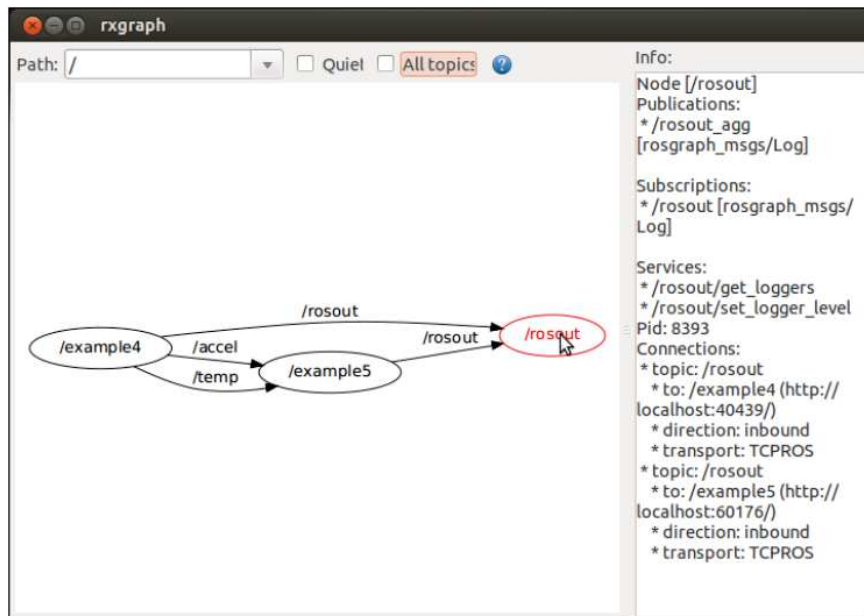 rxgraph
Path: /
Quiet
All topics
?
/example4
/rosout
/accel
/temp
/example5
/rosout
/rosout
Info:
Node [/rosout]
Publications:
* /rosout_agg
[rosgraph_msgs/Log]
Subscriptions:
* /rosout [rosgraph_msgs/
Log]
Services:
* /rosout/get_loggers
* /rosout/set_logger_level
Pid: 8393
Connections:
* topic: /rosout
* to: /example4 (http://
localhost:40439/)
* direction: inbound
* transport: TCPROS
* topic: /rosout
* to: /example5 (http://
localhost:60176/)
* direction: inbound
* transport: TCPROS